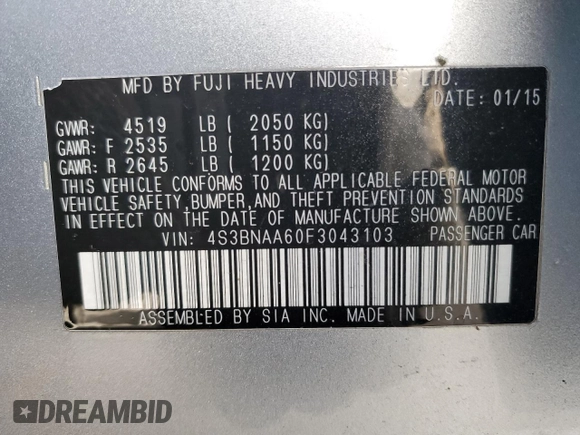 MFD BY FUJI HEAVY INDUSTRIES LTD.
DATE: 01/15
GVWR: 4519 LB ( 2050 KG)
GAWR: F 2535 LB ( 1150 KG)
GAWR: R 2645 LB ( 1200 KG)
THIS VEHICLE CONFORMS TO ALL APPLICABLE FEDERAL MOTOR
VEHICLE SAFETY,BUMPER,AND THEFT PREVENTION STANDARDS
IN EFFECT ON THE DATE OF MANUFACTURE SHOWN ABOVE.
VIN: 4S3BNAA60F3043103 PASSENGER CAR
ASSEMBLED BY SIA INC. MADE IN U.S.A.
DREAMBID